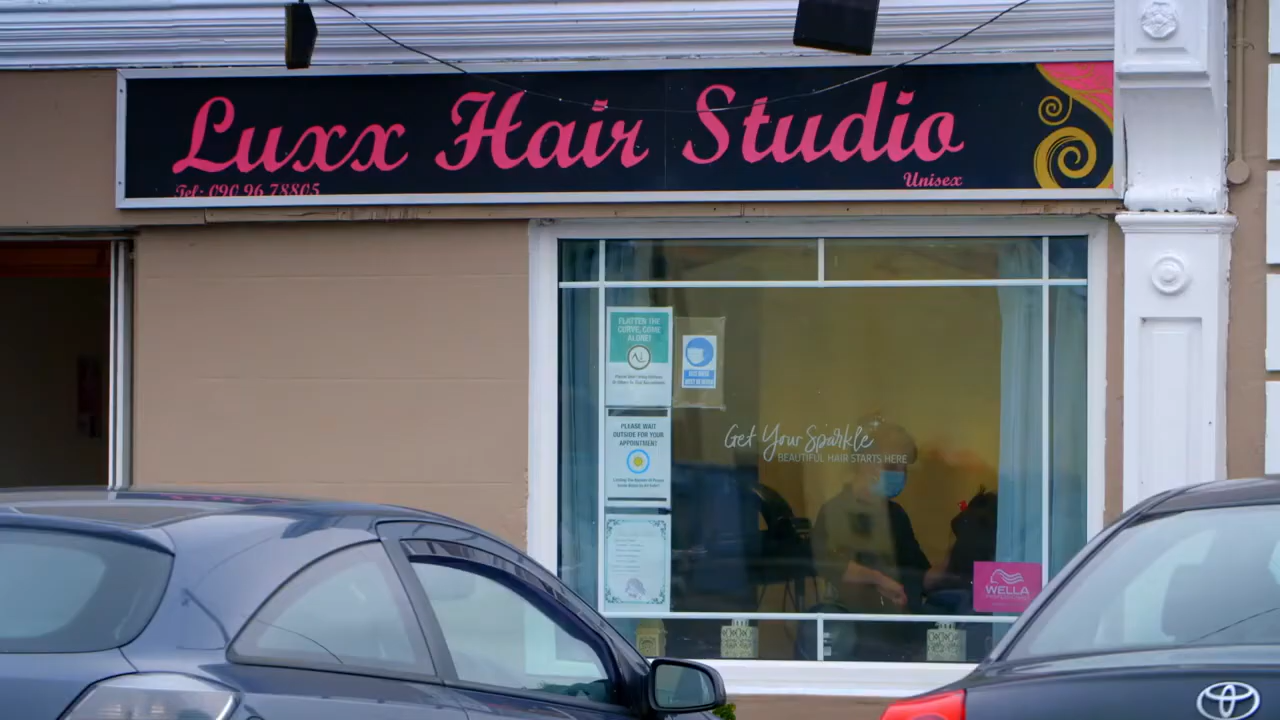 Luxx Hair Studio
Tel: 090 96 78805
Unisex
FLATTEN THE
CURVE, COME
ALONE!
PLEASE WAIT
OUTSIDE FOR YOUR
APPOINTMENT!
Get Your Sparkle
BEAUTIFUL HAIR STARTS HERE
WELLA